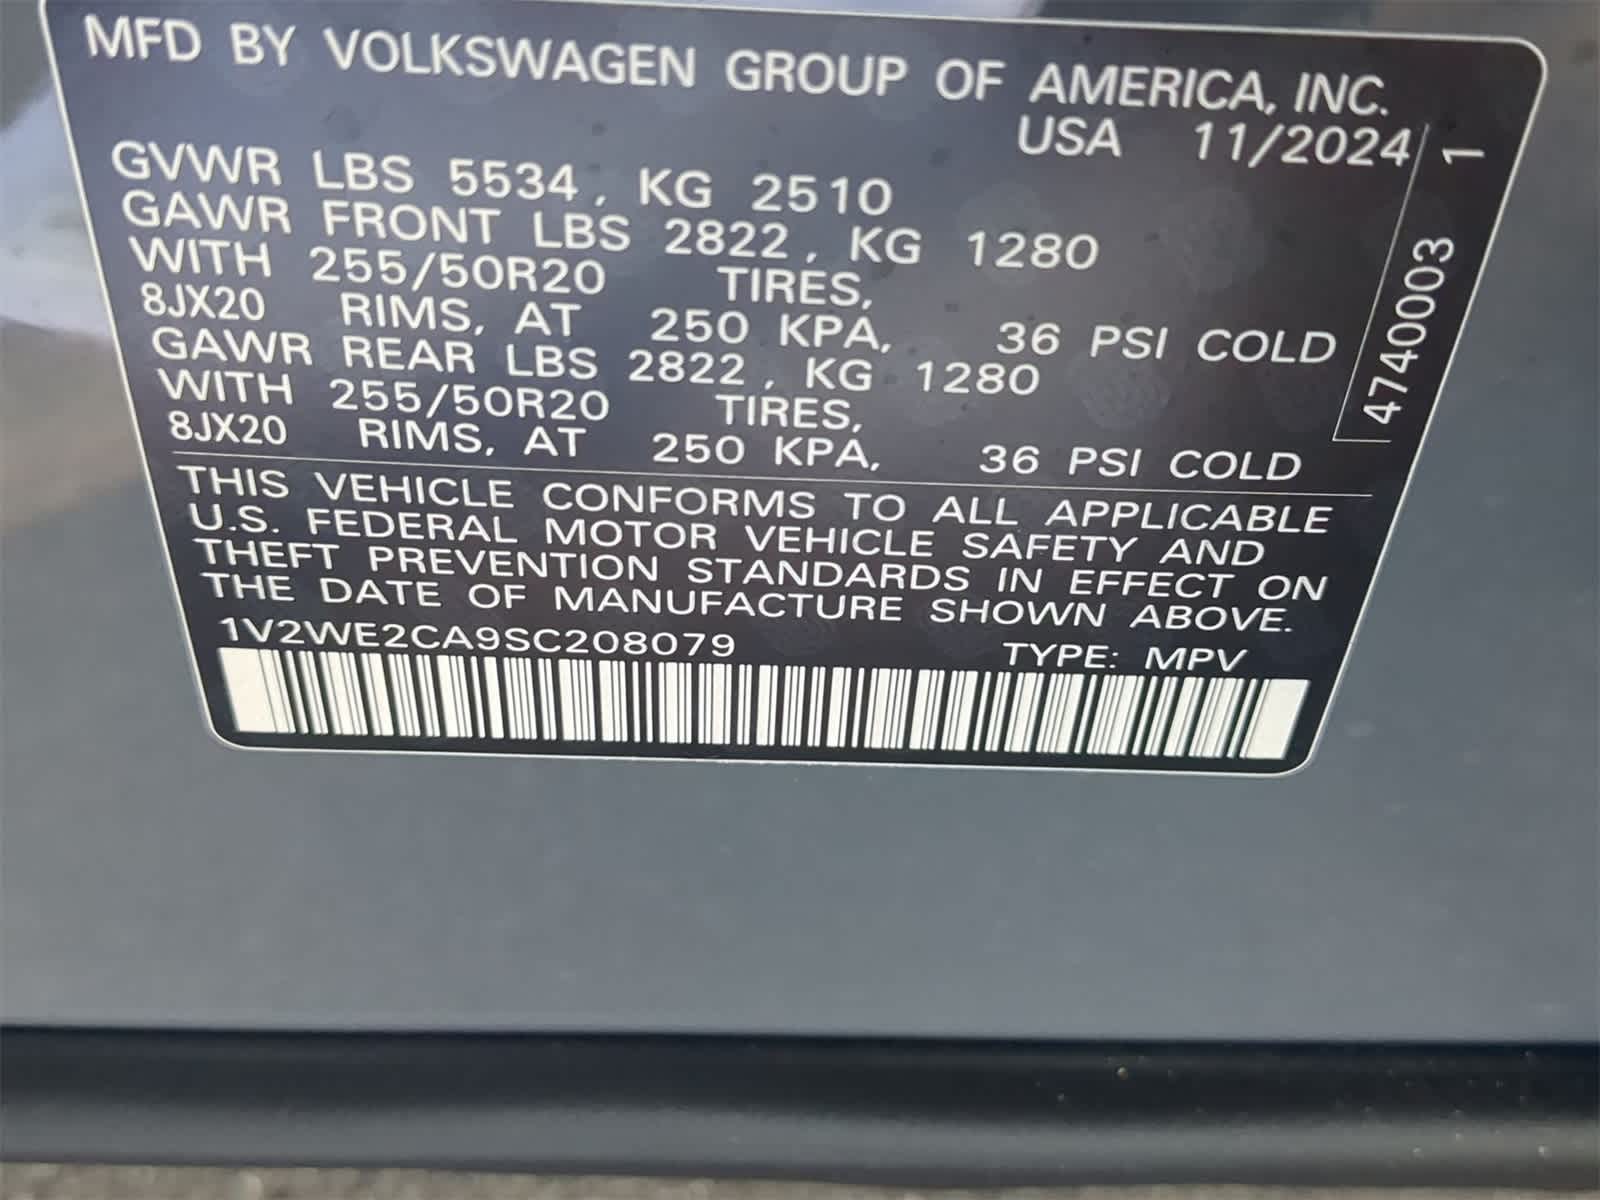 MFD BY VOLKSWAGEN GROUP OF AMERICA, INC.
USA 11/2024
GVWR LBS 5534, KG 2510
GAWR FRONT LBS 2822, KG 1280
WITH 255/50R20 TIRES,
8JX20 RIMS, AT 250 KPA, 36 PSI COLD
GAWR REAR LBS 2822, KG 1280
WITH 255/50R20 TIRES,
8JX20 RIMS, AT 250 KPA, 36 PSI COLD
THIS VEHICLE CONFORMS TO ALL APPLICABLE
U.S. FEDERAL MOTOR VEHICLE SAFETY AND
THEFT PREVENTION STANDARDS IN EFFECT ON
THE DATE OF MANUFACTURE SHOWN ABOVE.
1V2WE2CA9SC208079 TYPE: MPV
4740003 1